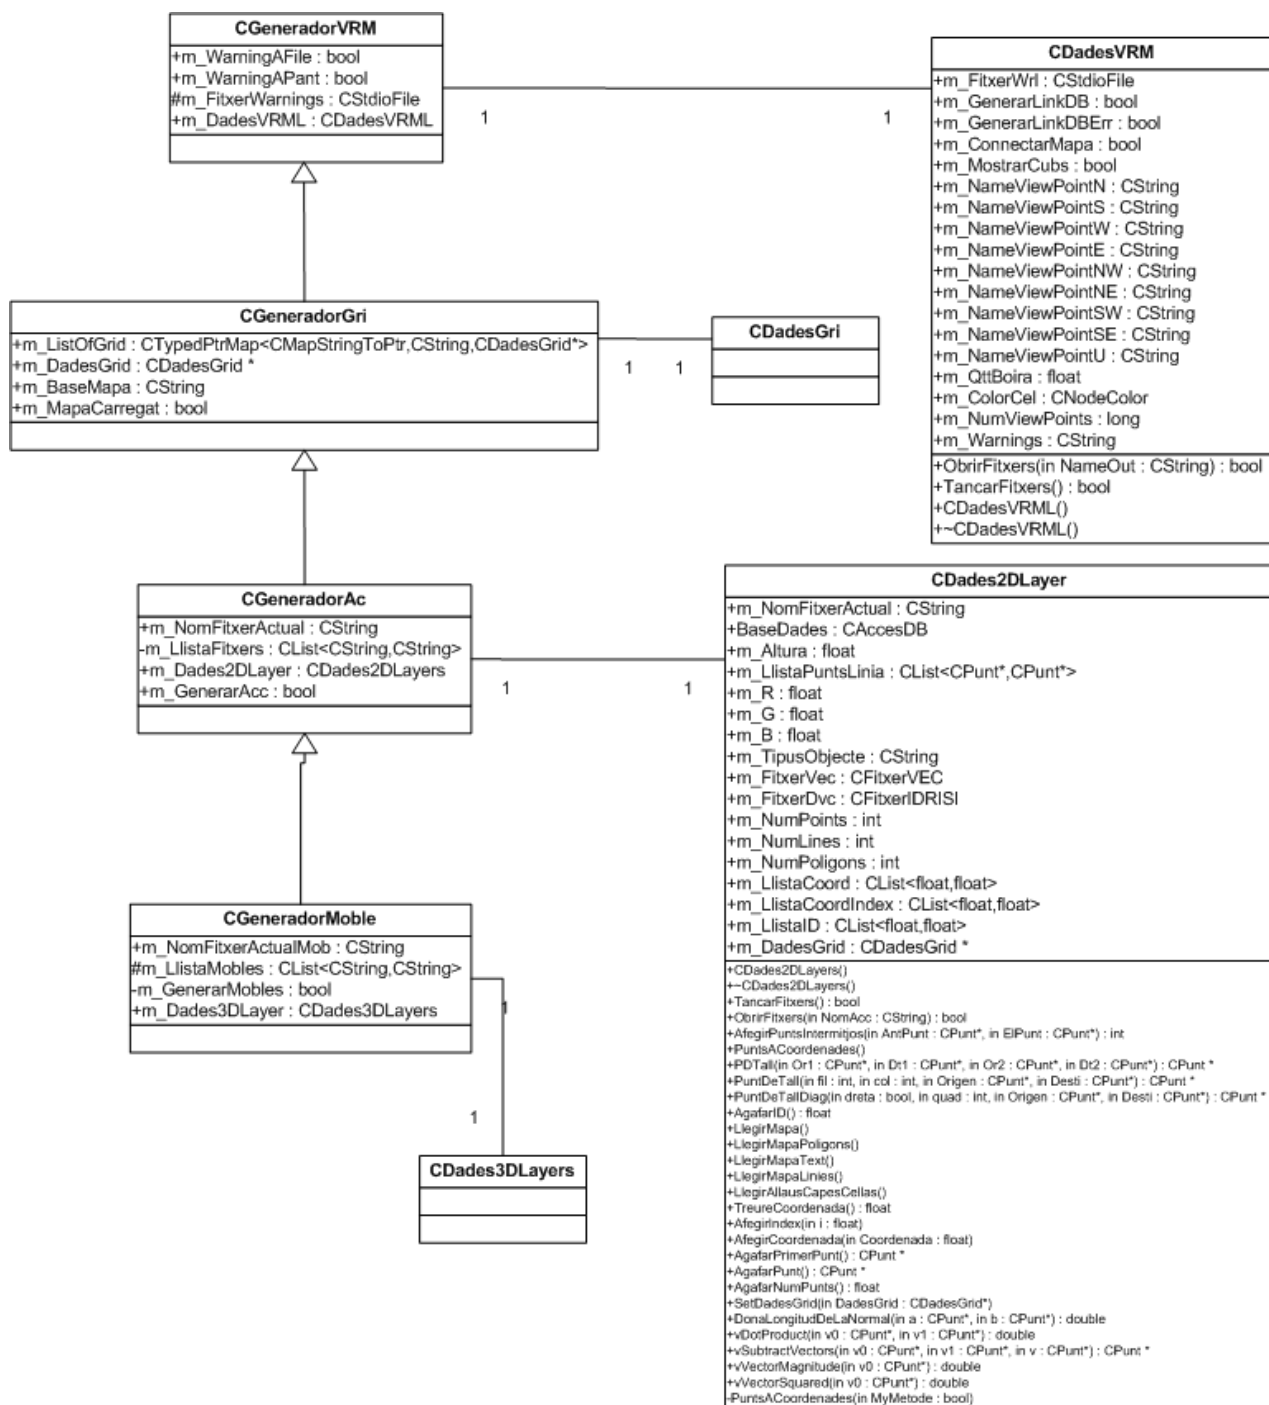 CGeneradorVRM
+m_WarningAFile : bool
+m_WarningAPant : bool
#m_FitxerWarnings : CStdioFile
+m_DadesVRML : CDadesVRML
1
1
CDadesVRM
+m_FitxerWrl : CStdioFile
+m_GenerarLinkDB : bool
+m_GenerarLinkDBErr : bool
+m_ConnectarMapa : bool
+m_MostrarCubs : bool
+m_NameViewPointN : CString
+m_NameViewPointS : CString
+m_NameViewPointW : CString
+m_NameViewPointE : CString
+m_NameViewPointNW : CString
+m_NameViewPointNE : CString
+m_NameViewPointSW : CString
+m_NameViewPointSE : CString
+m_NameViewPointU : CString
+m_QttBoira : float
+m_ColorCel : CNodeColor
+m_NumViewPoints : long
+m_Warnings : CString
+ObrirFitxers(in NameOut : CString) : bool
+TancarFitxers() : bool
+CDadesVRML()
+~CDadesVRML()
CGeneradorGri
+m_ListOfGrid : CTypedPtrMap<CMapStringToPtr,CString,CDadesGrid*>
+m_DadesGrid : CDadesGrid *
+m_BaseMapa : CString
+m_MapaCarregat : bool
1
1
CDadesGri
CGeneradorAc
+m_NomFitxerActual : CString
-m_LlistaFitxers : CList<CString,CString>
+m_Dades2DLayer : CDades2DLayers
+m_GenerarAcc : bool
1
1
CDades2DLayer
+m_NomFitxerActual : CString
+BaseDades : CAccesDB
+m_Altura : float
+m_LlistaPuntsLinia : CList<CPunt*,CPunt*>
+m_R : float
+m_G : float
+m_B : float
+m_TipusObjecte : CString
+m_FitxerVec : CFitxerVEC
+m_FitxerDvc : CFitxerIDRISI
+m_NumPoints : int
+m_NumLines : int
+m_NumPoligons : int
+m_LlistaCoord : CList<float,float>
+m_LlistaCoordIndex : CList<float,float>
+m_LlistaID : CList<float,float>
+m_DadesGrid : CDadesGrid *
+CDades2DLayers()
+~CDades2DLayers()
+TancarFitxers() : bool
+ObrirFitxers(in NomAcc : CString) : bool
+AfegirPuntsIntermitjos(in AntPunt : CPunt*, in ElPunt : CPunt*) : int
+PuntsACoordenades()
+PDTall(in Or1 : CPunt*, in Dt1 : CPunt*, in Or2 : CPunt*, in Dt2 : CPunt*) : CPunt *
+PuntDeTall(in fil : int, in col : int, in Origen : CPunt*, in Desti : CPunt*) : CPunt *
+PuntDeTallDiag(in dreta : bool, in quad : int, in Origen : CPunt*, in Desti : CPunt*) : CPunt *
+AgafarID() : float
+LlegirMapa()
+LlegirMapaPoligons()
+LlegirMapaText()
+LlegirMapaLinies()
+LlegirAllausCapesCellas()
+TreureCoordenada() : float
+AfegirIndex(in i : float)
+AfegirCoordenada(in Coordenada : float)
+AgafarPrimerPunt() : CPunt *
+AgafarPunt() : CPunt *
+AgafarNumPunts() : float
+SetDadesGrid(in DadesGrid : CDadesGrid*)
+DonaLongitudDeLaNormal(in a : CPunt*, in b : CPunt*) : double
+vDotProduct(in v0 : CPunt*, in v1 : CPunt*) : double
+vSubtractVectors(in v0 : CPunt*, in v1 : CPunt*, in v : CPunt*) : CPunt *
+vVectorMagnitude(in v0 : CPunt*) : double
+vVectorSquared(in v0 : CPunt*) : double
-PuntsACoordenades(in MyMetode : bool)
CGeneradorMoble
+m_NomFitxerActualMob : CString
#m_LlistaMobles : CList<CString,CString>
-m_GenerarMobles : bool
+m_Dades3DLayer : CDades3DLayers
1
1
CDades3DLayers